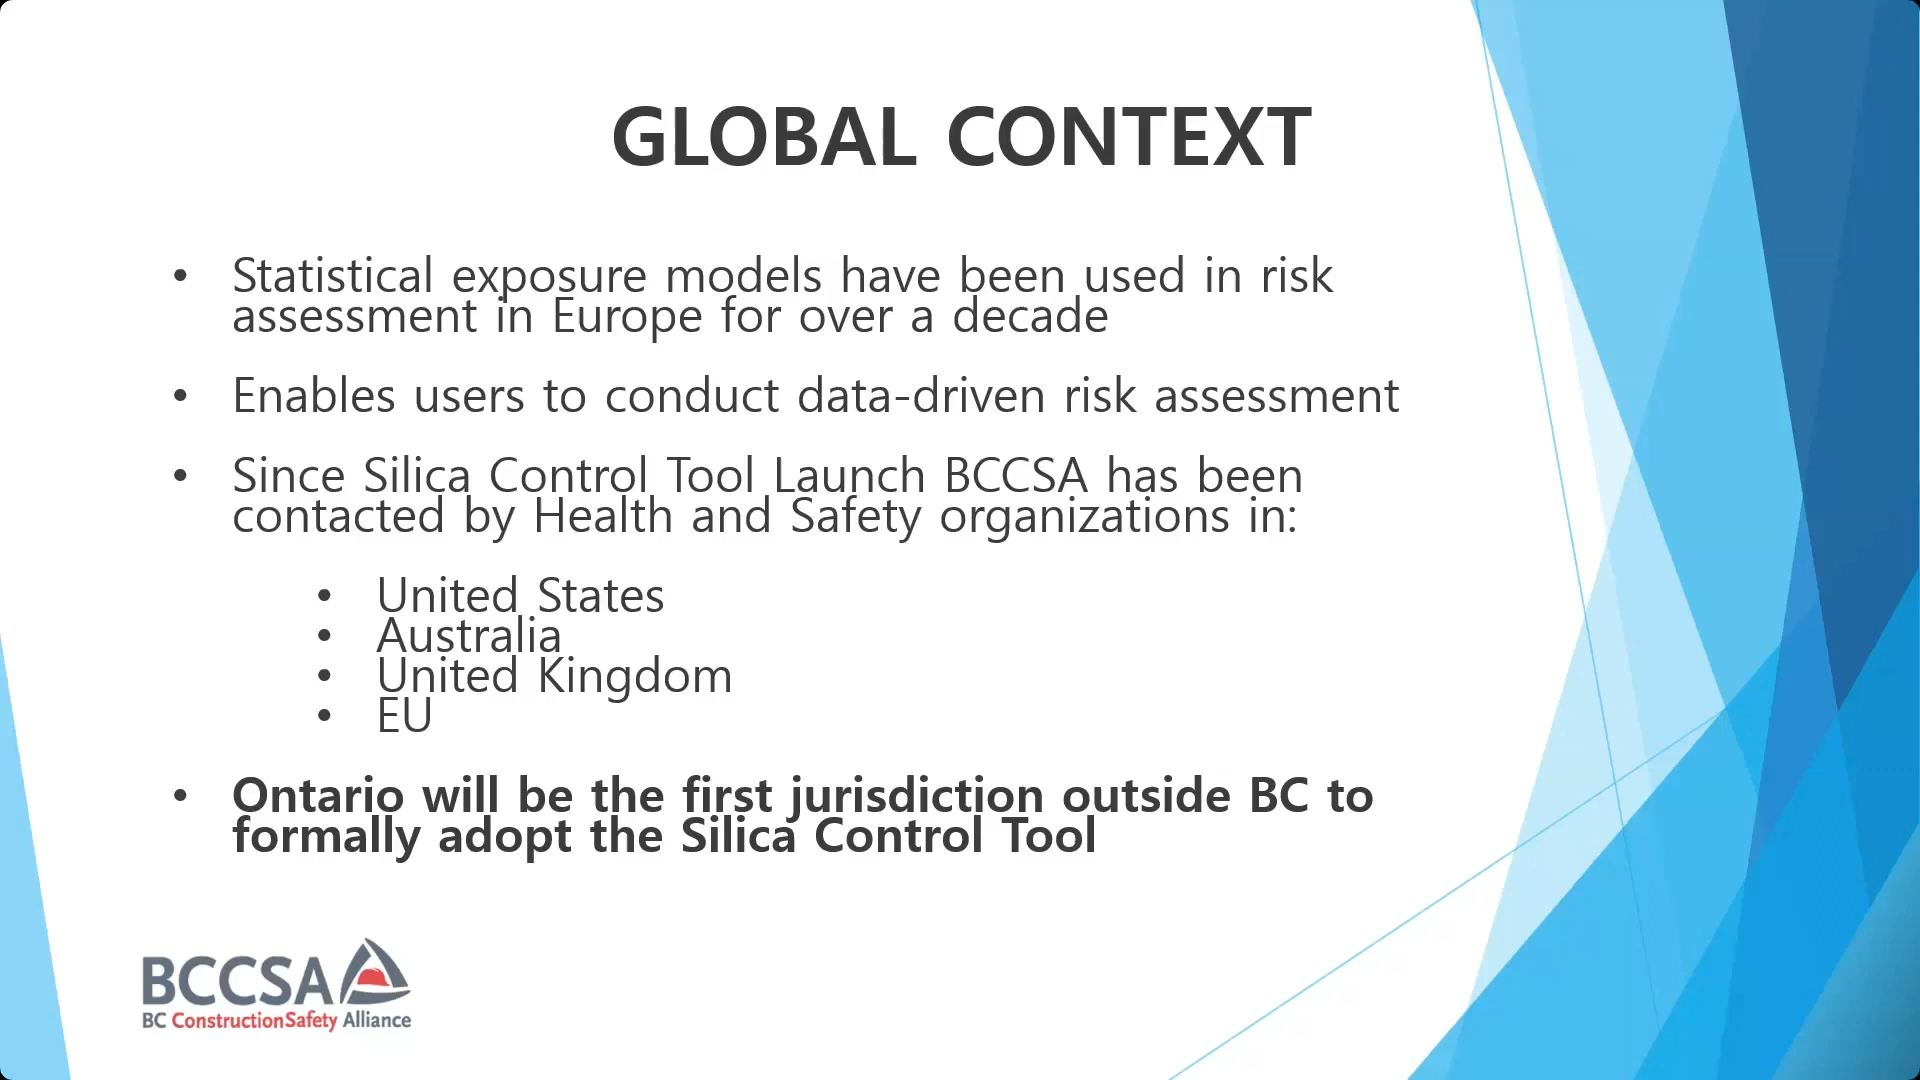 GLOBAL CONTEXT
• Statistical exposure models have been used in risk
assessment in Europe for over a decade
• Enables users to conduct data-driven risk assessment
• Since Silica Control Tool Launch BCCSA has been
contacted by Health and Safety organizations in:
• United States
• Australia
• United Kingdom
• EU
• Ontario will be the first jurisdiction outside BC to
formally adopt the Silica Control Tool
BCCSA
BC ConstructionSafety Alliance